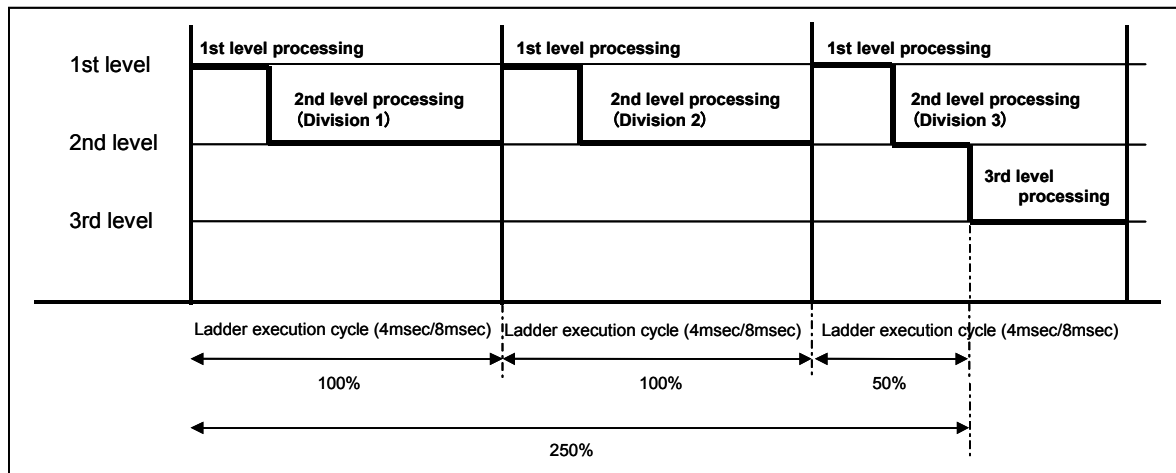 1st level processing
1st level processing
1st level processing
1st level
2nd level processing
（Division 1）
2nd level processing
（Division 2）
2nd level processing
（Division 3）
2nd level
3rd level
processing
3rd level
Ladder execution cycle (4msec/8msec)
Ladder execution cycle (4msec/8msec)
Ladder execution cycle (4msec/8msec)
100%
100%
50%
250%